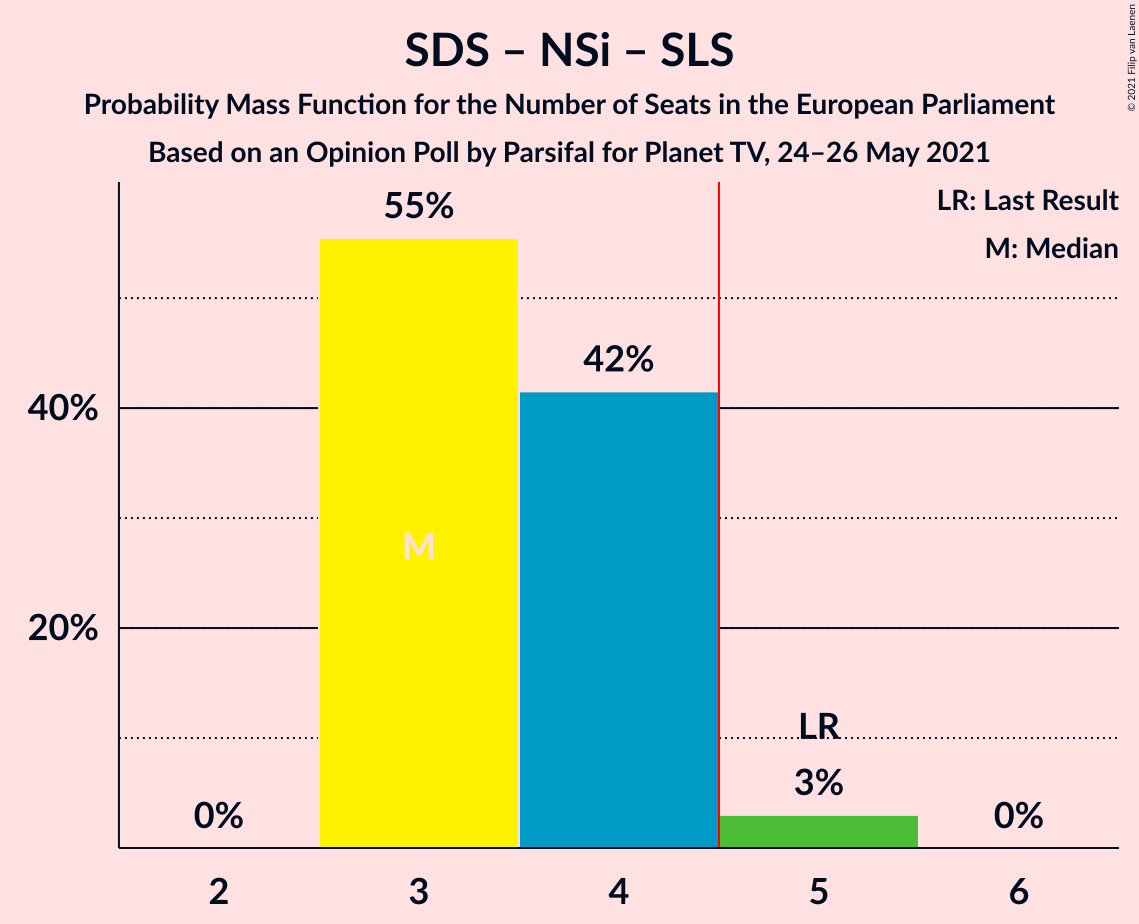 SDS – NSi – SLS
Probability Mass Function for the Number of Seats in the European Parliament
Based on an Opinion Poll by Parsifal for Planet TV, 24–26 May 2021
© 2021 Filip van Laenen
LR: Last Result
M: Median
55%
42%
40%
M
20%
LR
3%
0%
0%
2
3
4
5
6